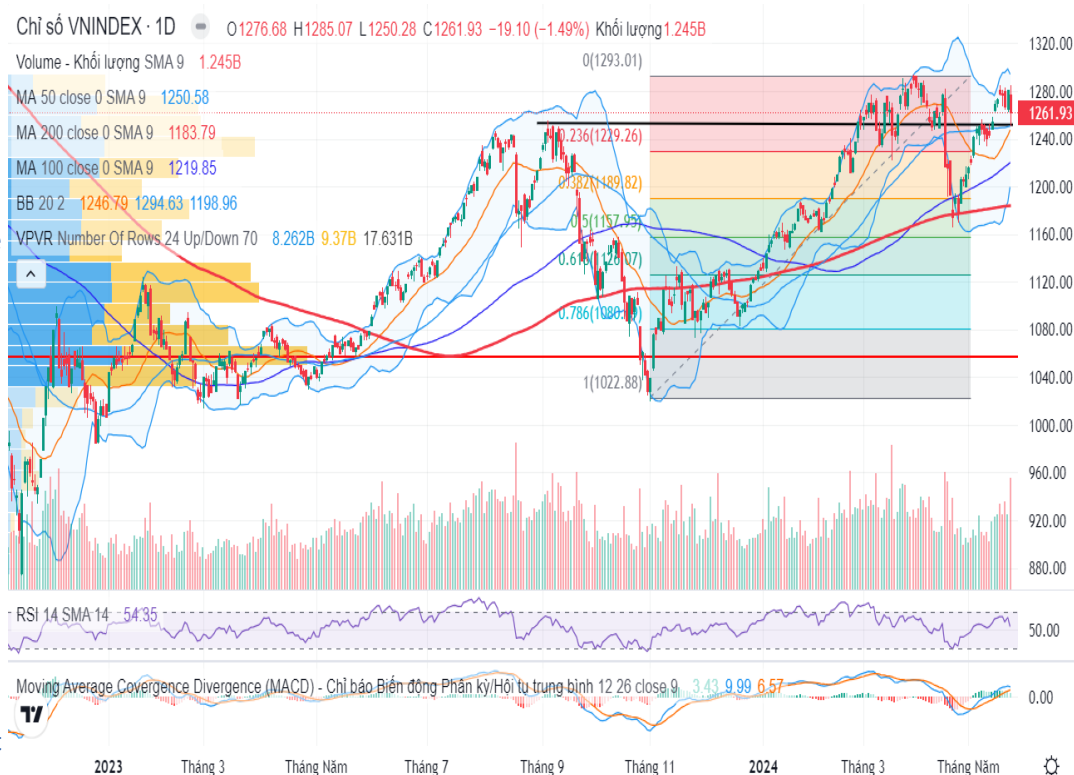 Chỉ số VNINDEX · 1D O1276.68 H1285.07 L1250.28 C1261.93 −19.10 (−1.49%) Khối lượng 1.245B
Volume - Khối lượng SMA 9 1.245B
MA 50 close 0 SMA 9 1250.58
MA 200 close 0 SMA 9 1183.79
MA 100 close 0 SMA 9 1219.85
BB 20 2 1246.79 1294.63 1198.96
VPVR Number Of Rows 24 Up/Down 70 8.262B 9.37B 17.631B
0(1293.01)
0.236(1229.26)
0.382(1189.82)
0.5(1157.95)
1(1022.88)
1320.00
1280.00
1261.93
1240.00
1200.00
1160.00
1120.00
1080.00
1040.00
1000.00
960.00
920.00
880.00
RSI 14 SMA 14 54.35
50.00
Moving Average Covergence Divergence (MACD) - Chỉ báo Biến động Phân kỳ/Hội tụ trung bình 12 26 close 9 3.43 9.99 6.57
0.00
2023 Tháng 3 Tháng Năm Tháng 7 Tháng 9 Tháng 11 2024 Tháng 3 Tháng Năm